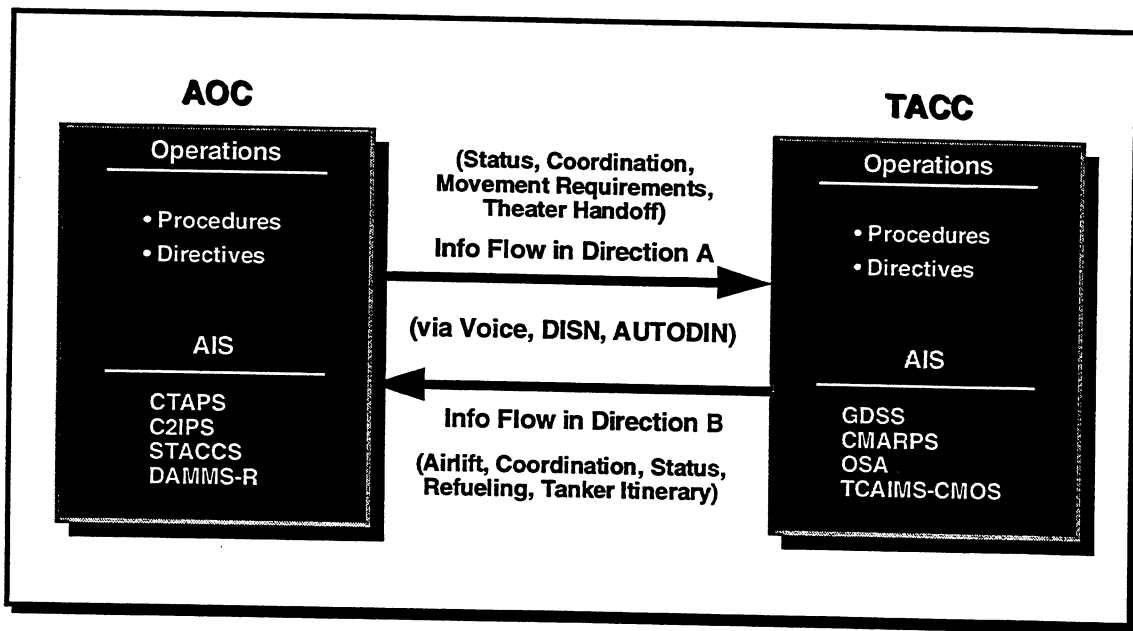 AOC
Operations
• Procedures
• Directives
AIS
CTAPS
C2IPS
STACCS
DAMMS-R
(Status, Coordination,
Movement Requirements,
Theater Handoff)
Info Flow in Direction A
(via Voice, DISN, AUTODIN)
Info Flow in Direction B
(Airlift, Coordination, Status,
Refueling, Tanker Itinerary)
TACC
Operations
• Procedures
• Directives
AIS
GDSS
CMARPS
OSA
TCAIMS-CMOS